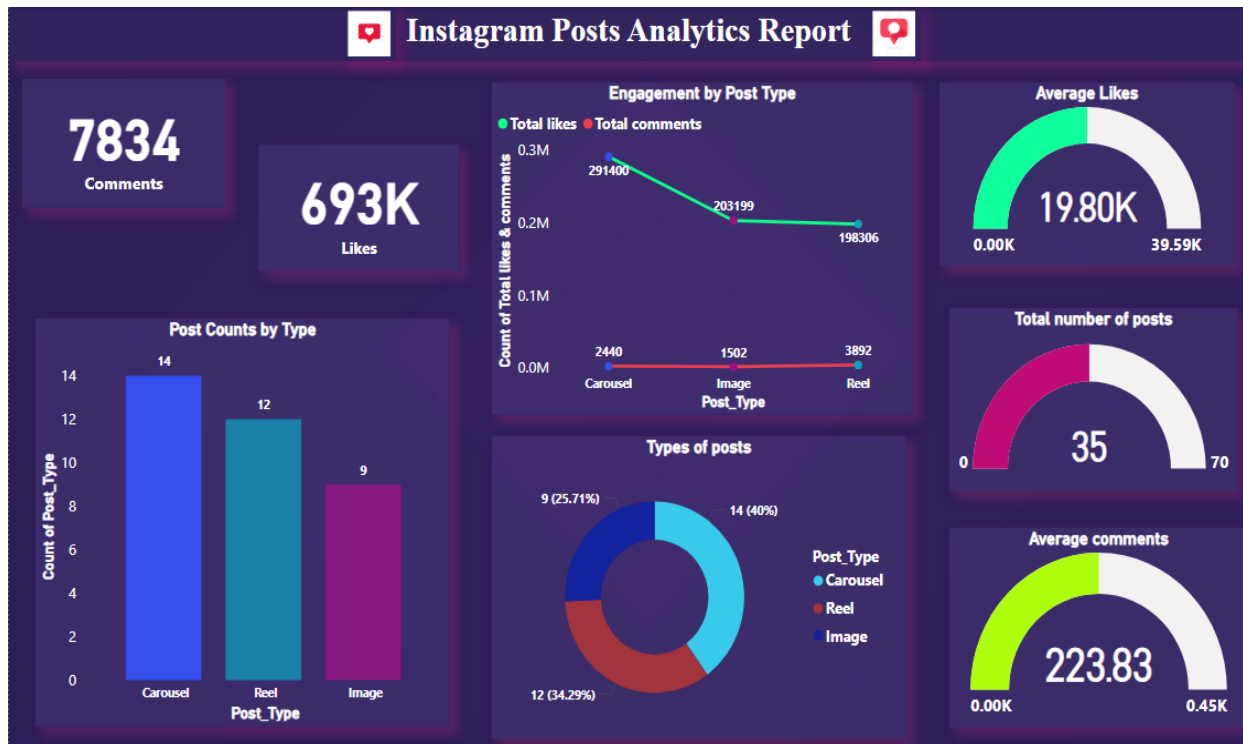 Instagram Posts Analytics Report
7834
Comments
693K
Likes
Post Counts by Type
Count of Post_Type
14
12
10
8
6
4
2
0
14
12
9
Carousel Reel Image
Post_Type
Engagement by Post Type
Total likes Total comments
Count of Total likes & comments
0.3M
0.2M
0.1M
0.0M
291400
203199
198306
2440
1502
3892
Carousel Image Reel
Post_Type
Types of posts
9 (25.71%)
14 (40%)
12 (34.29%)
Post_Type
Carousel
Reel
Image
Average Likes
19.80K
0.00K 39.59K
Total number of posts
35
0 70
Average comments
223.83
0.00K 0.45K